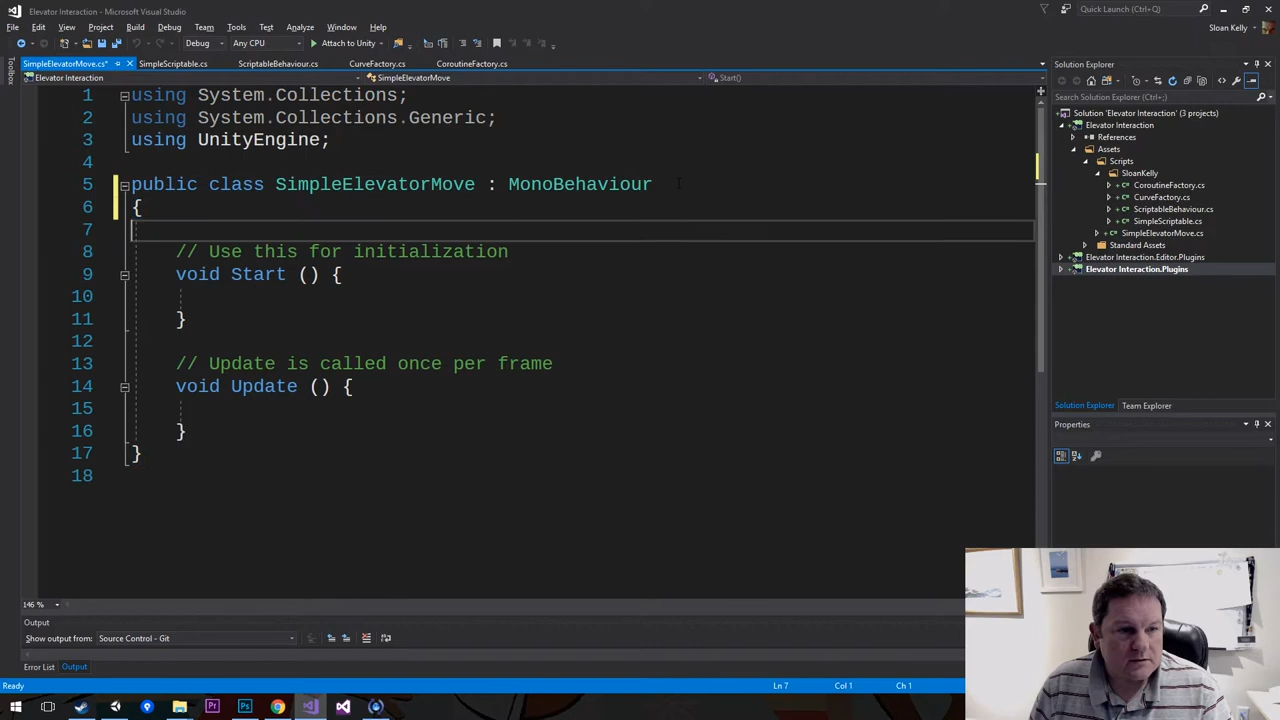 Elevator Interaction - Microsoft Visual Studio
Quick Launch (Ctrl+Q)
File Edit View Project Build Debug Team Tools Test Analyze Window Help
Sloan Kelly
Debug Any CPU Attach to Unity
SimpleElevatorMove.cs* SimpleScriptable.cs ScriptableBehaviour.cs CurveFactory.cs CoroutineFactory.cs
Elevator Interaction SimpleElevatorMove Start()
Toolbox
1 using System.Collections;
2 using System.Collections.Generic;
3 using UnityEngine;
4
5 public class SimpleElevatorMove : MonoBehaviour
6 {
7
8 // Use this for initialization
9 void Start () {
10
11 }
12
13 // Update is called once per frame
14 void Update () {
15
16 }
17 }
18
146 %
Output
Show output from: Source Control - Git
Error List Output
Ready Ln 7 Col 1 Ch 1
Solution Explorer
Search Solution Explorer (Ctrl+;)
Solution 'Elevator Interaction' (3 projects)
Elevator Interaction
References
Assets
Scripts
SloanKelly
CoroutineFactory.cs
CurveFactory.cs
ScriptableBehaviour.cs
SimpleScriptable.cs
SimpleElevatorMove.cs
Standard Assets
Elevator Interaction.Editor.Plugins
Elevator Interaction.Plugins
Solution Explorer Team Explorer
Properties
Pr Ps